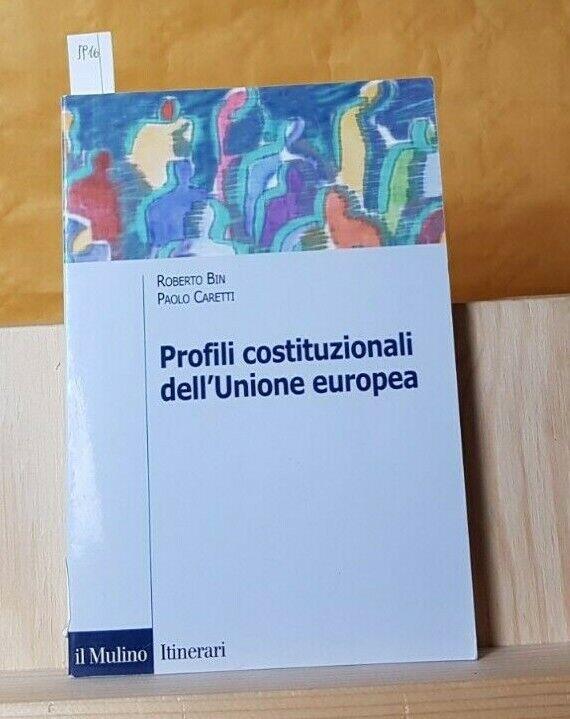 ROBERTO BIN
PAOLO CARETTI
Profili costituzionali
dell'Unione europea
il Mulino Itinerari